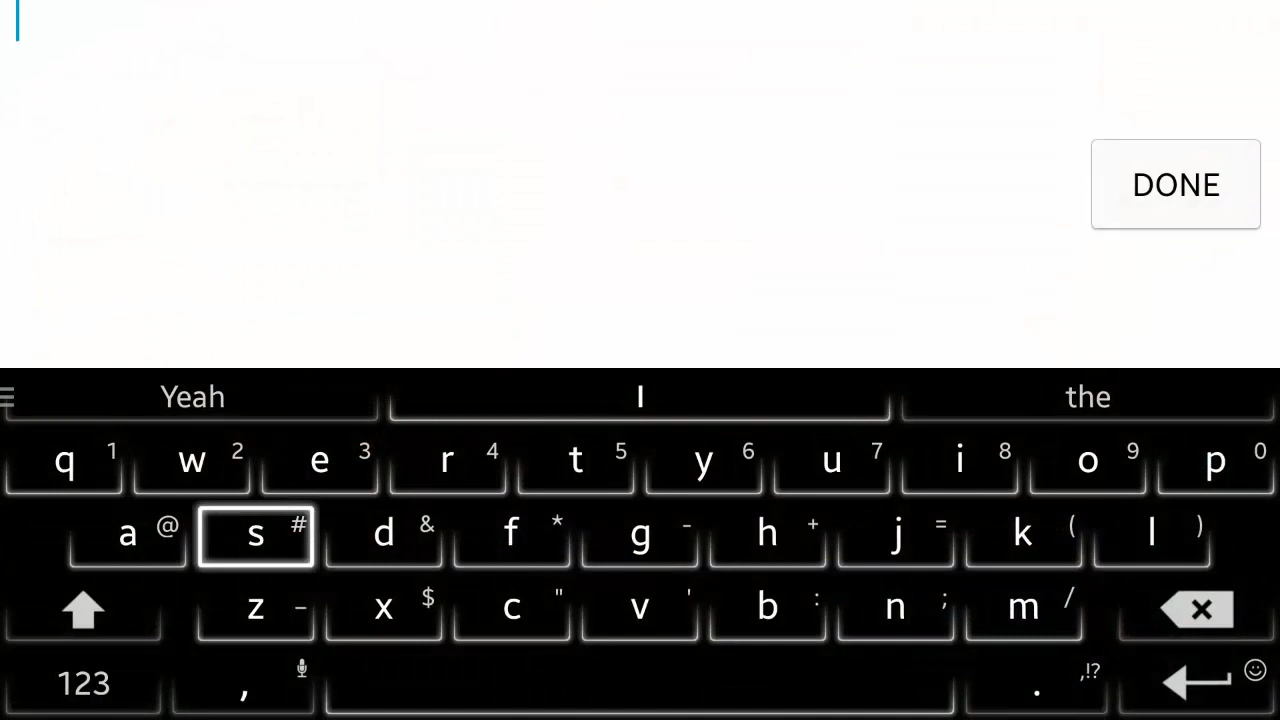 DONE
Yeah I the
q 1 w 2 e 3 r 4 t 5 y 6 u 7 i 8 o 9 p 0
a @ s # d & f * g - h + j = k ( l )
z _ x $ c " v ' b : n ; m /
123 , . ,!?